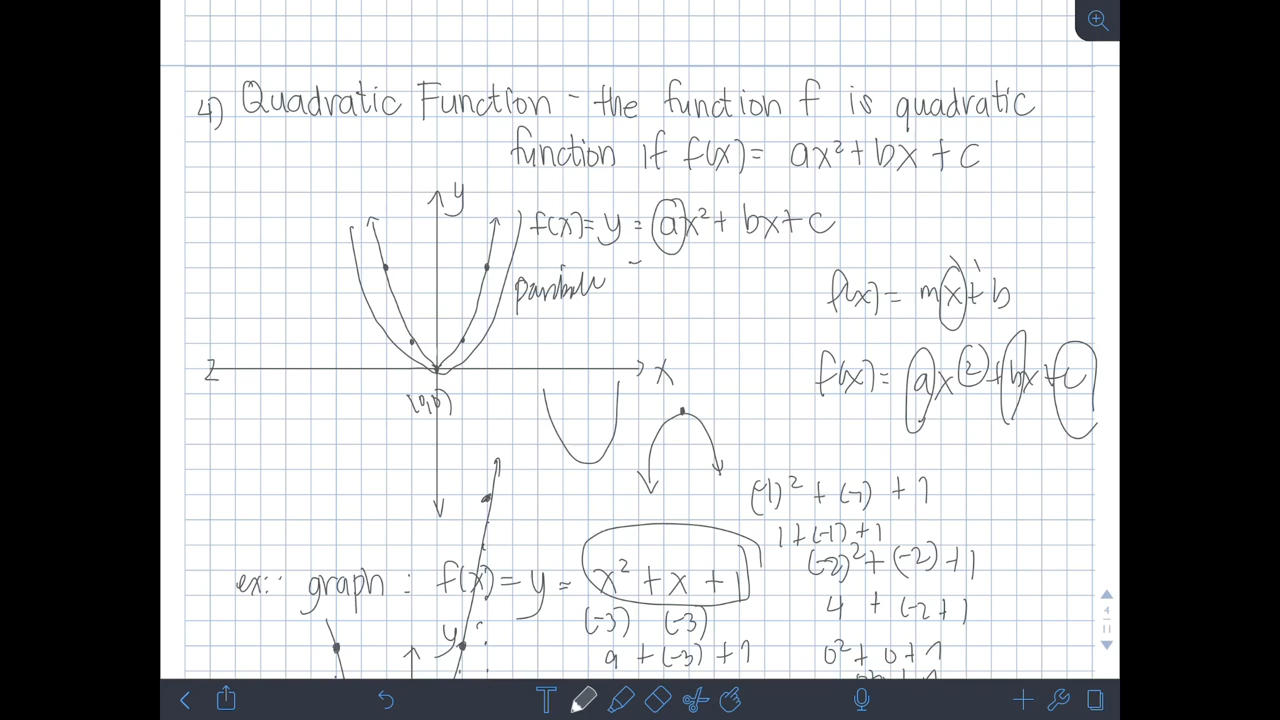 4) Quadratic Function - the function f is quadratic
function if f(x) = ax² + bx + c
y
f(x) = y = ax² + bx + c
parabola
f(x) = mx + b
x
f(x) = ax² + bx + c
(0,0)
(-1)² + (-1) + 1
1 + (-1) + 1
(-2)² + (-2) + 1
ex: graph : f(x) = y = x² + x + 1
4 + (-2 + 1
(-3) (-3)
y
9 + (-3) + 1
0² + 0 + 1
4
11
T